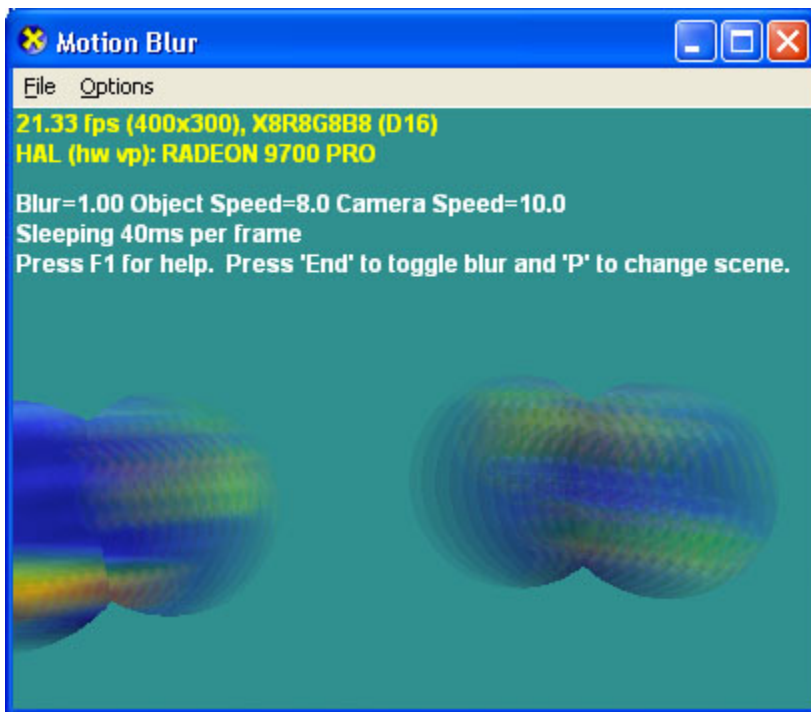 Motion Blur
File Options
21.33 fps (400x300), X8R8G8B8 (D16)
HAL (hw vp): RADEON 9700 PRO
Blur=1.00 Object Speed=8.0 Camera Speed=10.0
Sleeping 40ms per frame
Press F1 for help. Press 'End' to toggle blur and 'P' to change scene.